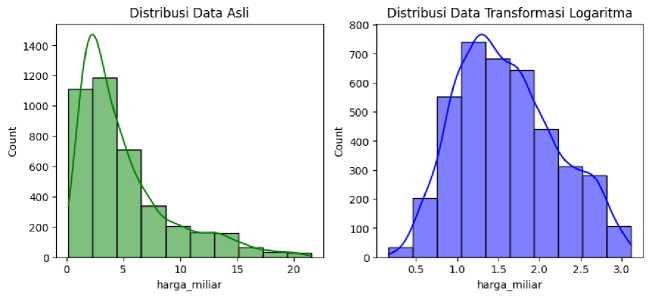 Distribusi Data Asli
Count
1400
1200
1000
800
600
400
200
0
0 5 10 15 20
harga_miliar
Distribusi Data Transformasi Logaritma
Count
800
700
600
500
400
300
200
100
0
0.5 1.0 1.5 2.0 2.5 3.0
harga_miliar